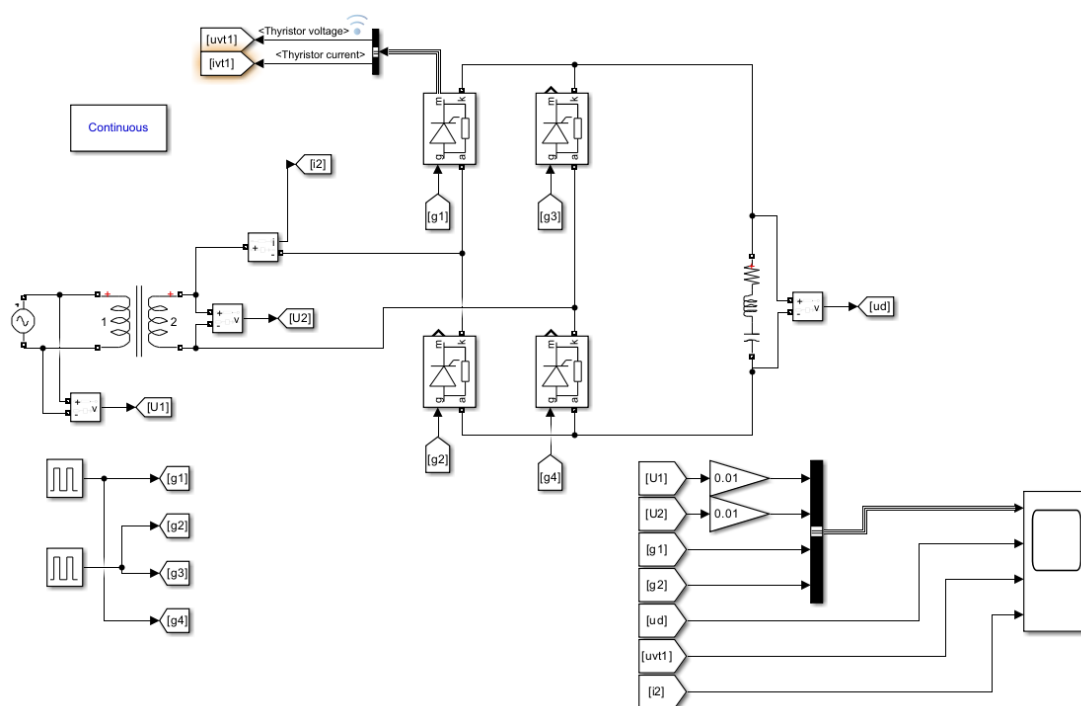 <Thyristor voltage>
[uvt1]
<Thyristor current>
[ivt1]
m
k
g
a
m
k
g
a
Continuous
[i2]
[g1]
[g3]
+
i
-
1
2
+
-
v
[U2]
+
-
v
[ud]
m
k
g
a
m
k
g
a
+
-
v
[U1]
[g2]
[g4]
[g1]
[g2]
[g3]
[g4]
[U1]
0.01
[U2]
0.01
[g1]
[g2]
[ud]
[uvt1]
[i2]